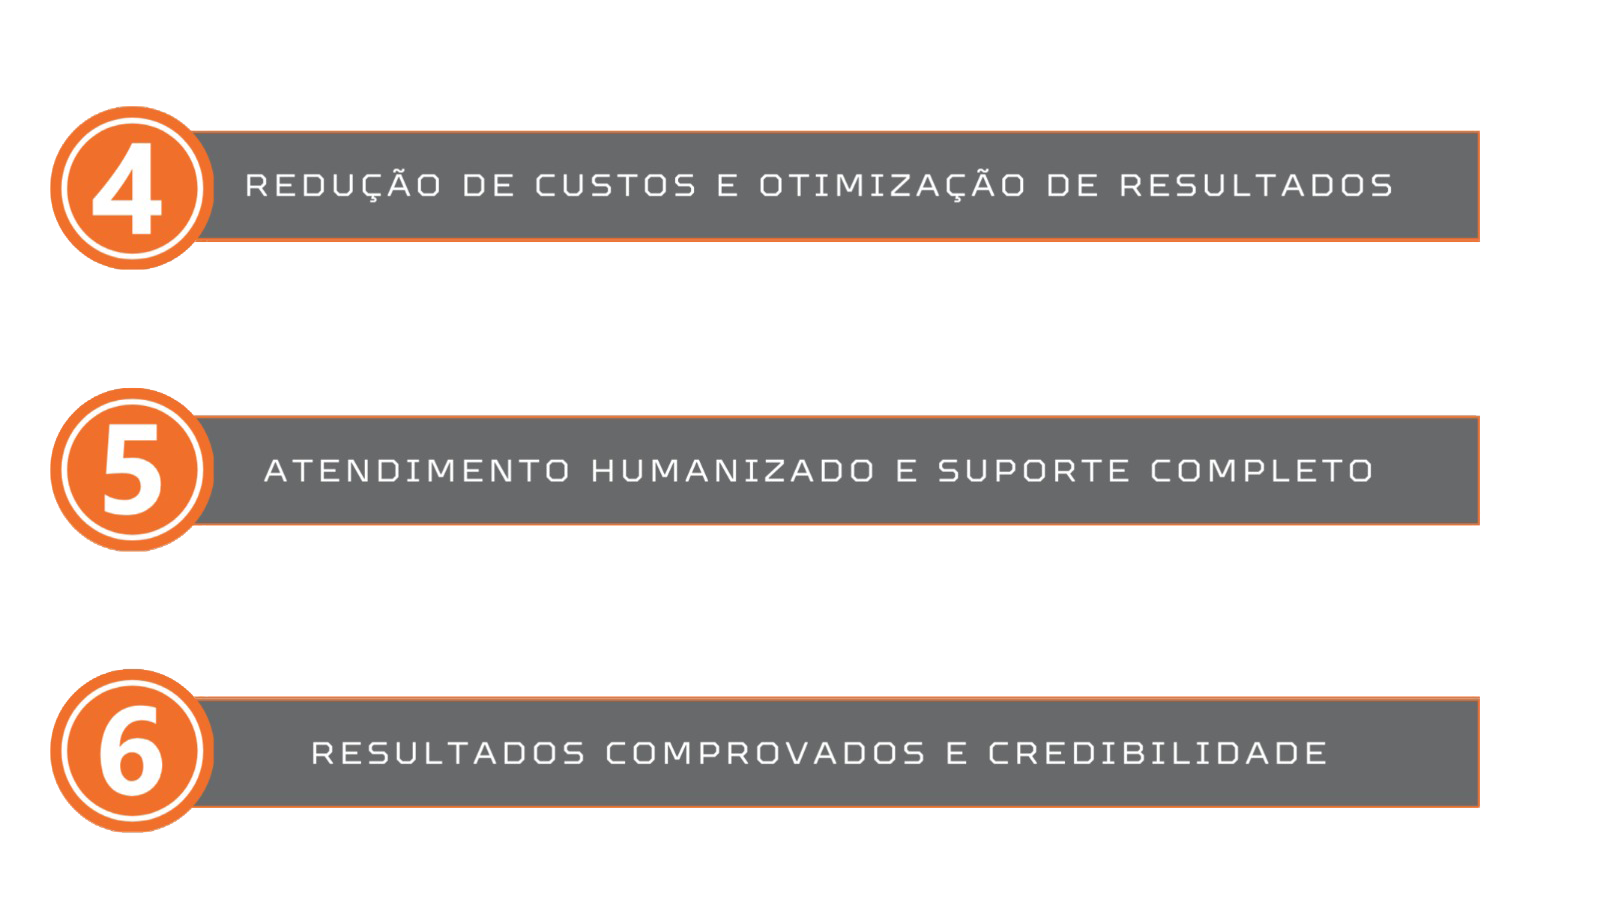 4
REDUÇÃO DE CUSTOS E OTIMIZAÇÃO DE RESULTADOS
5
ATENDIMENTO HUMANIZADO E SUPORTE COMPLETO
6
RESULTADOS COMPROVADOS E CREDIBILIDADE